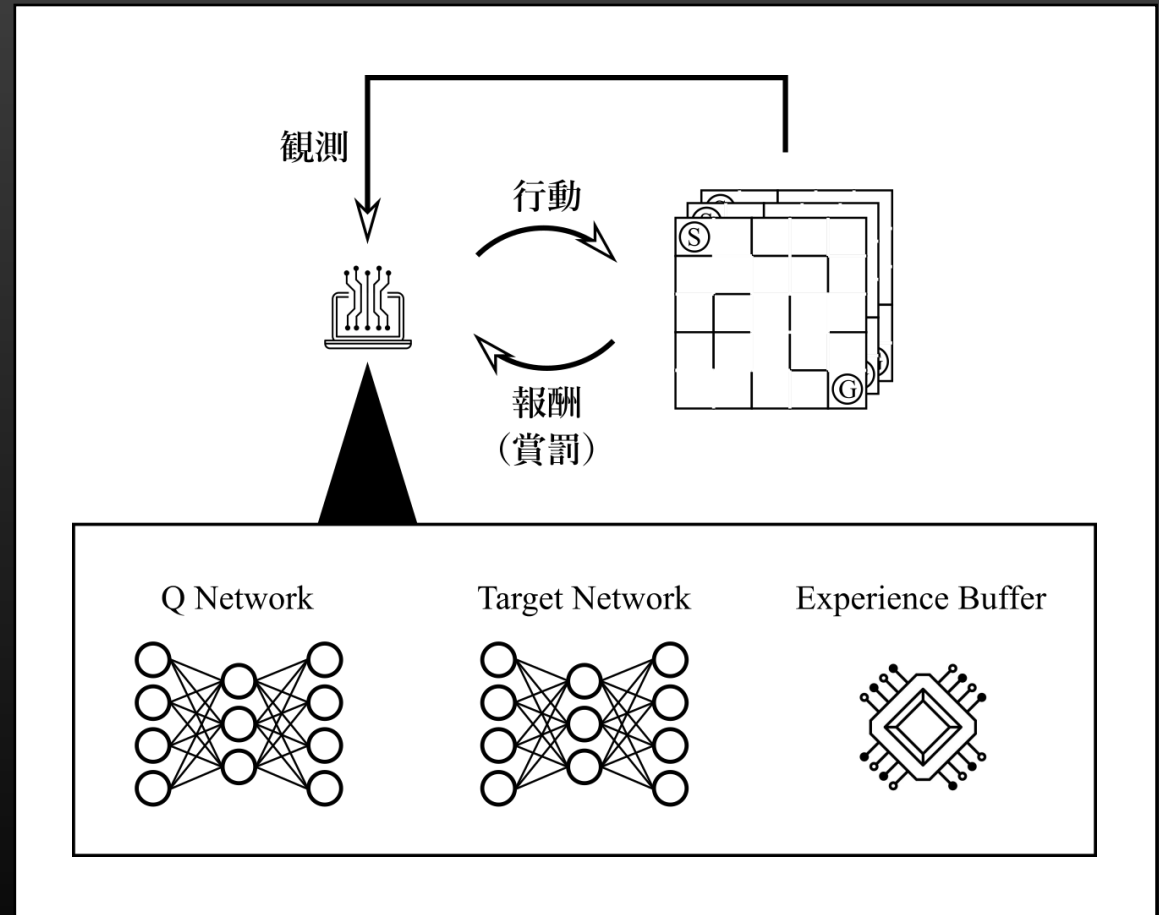 観測
行動
S
G
報酬
（賞罰）
Q Network
Target Network
Experience Buffer